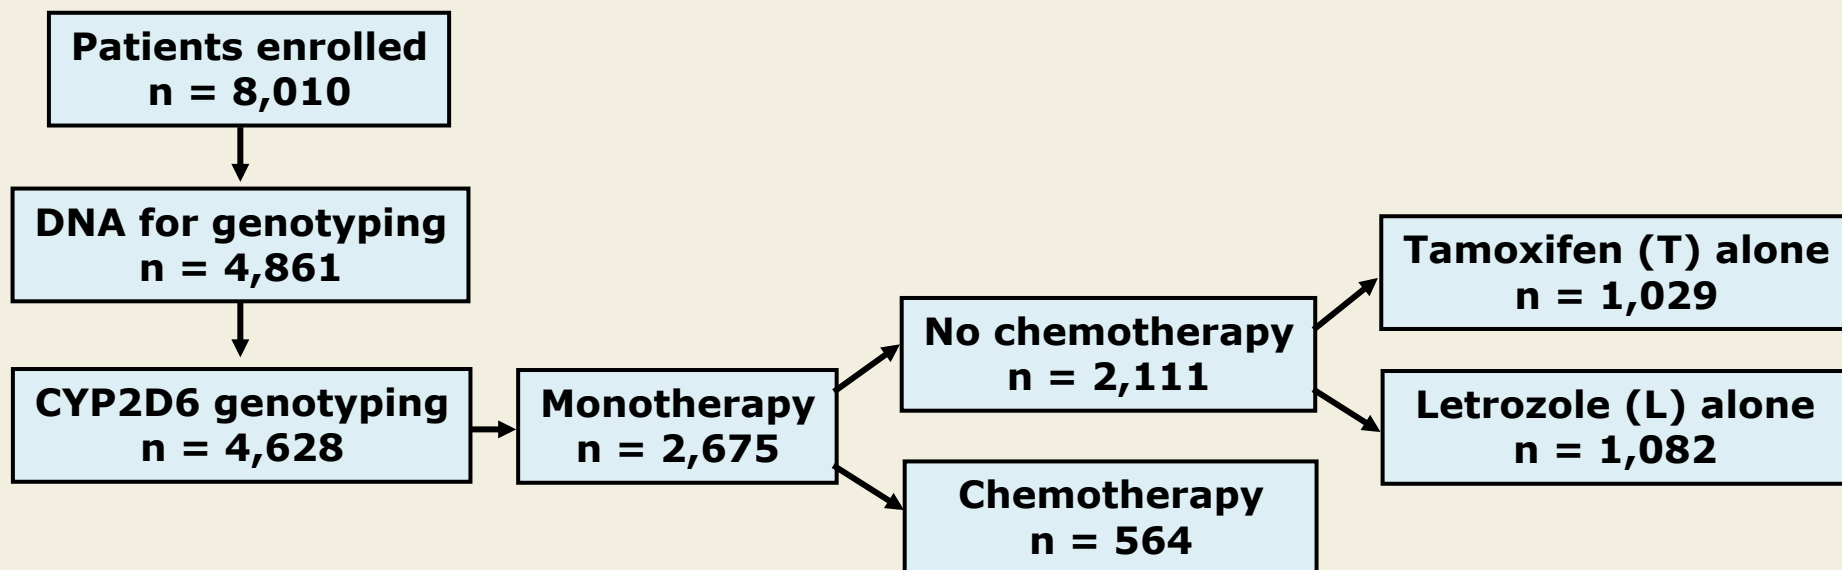 Patients enrolled
n = 8,010
DNA for genotyping
n = 4,861
CYP2D6 genotyping
n = 4,628
Monotherapy
n = 2,675
No chemotherapy
n = 2,111
Chemotherapy
n = 564
Tamoxifen (T) alone
n = 1,029
Letrozole (L) alone
n = 1,082